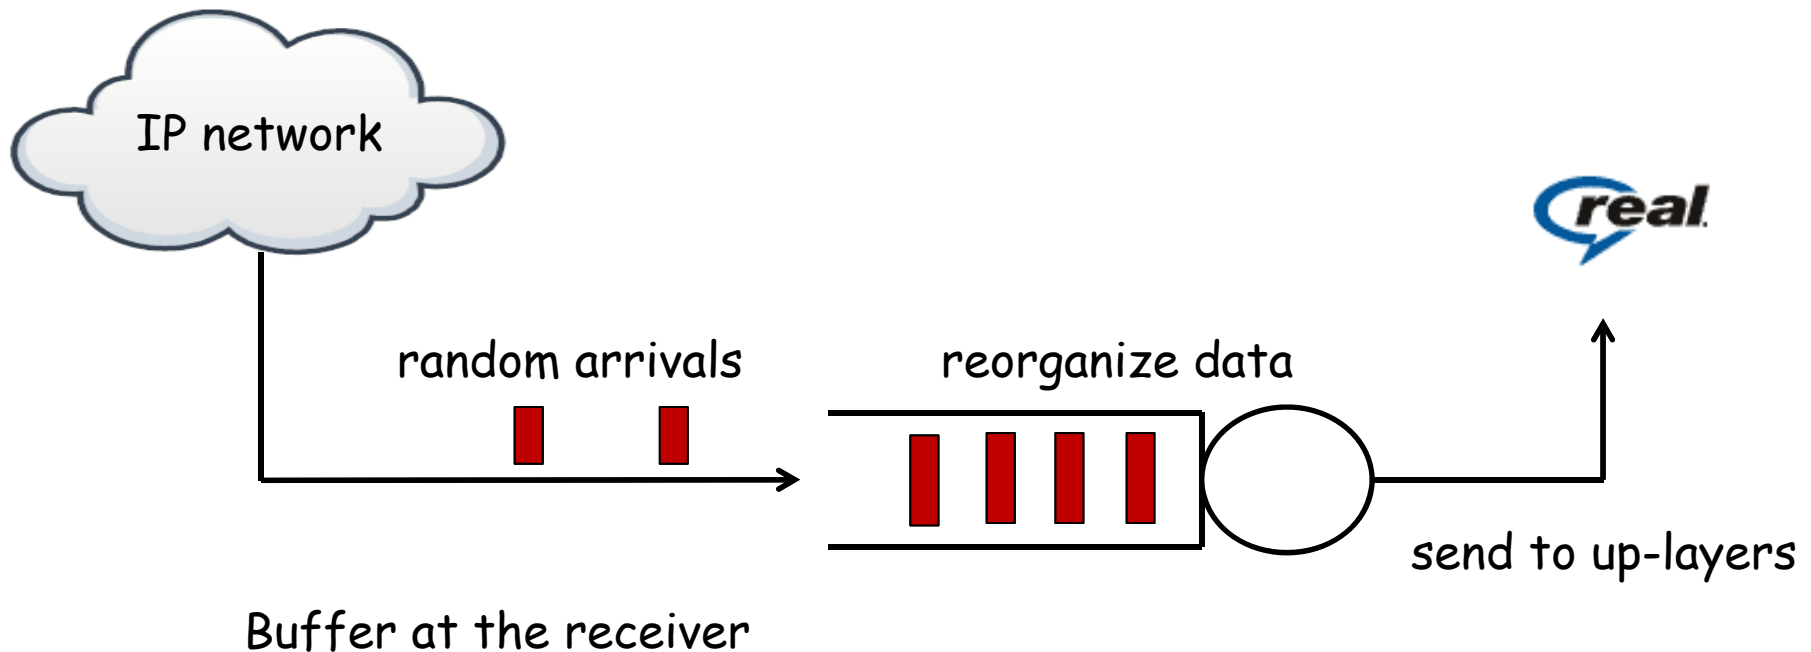 IP network
real
random arrivals
reorganize data
send to up-layers
Buffer at the receiver